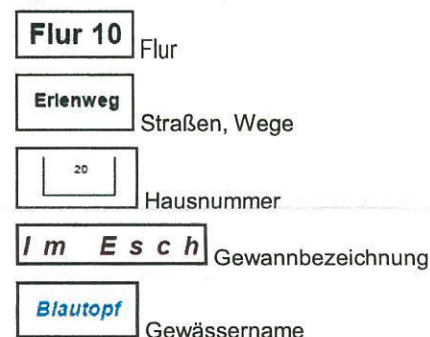 Flur 10 Flur
Erlenweg Straßen, Wege
20 Hausnummer
Im Esch Gewannbezeichnung
Blautopf Gewässername